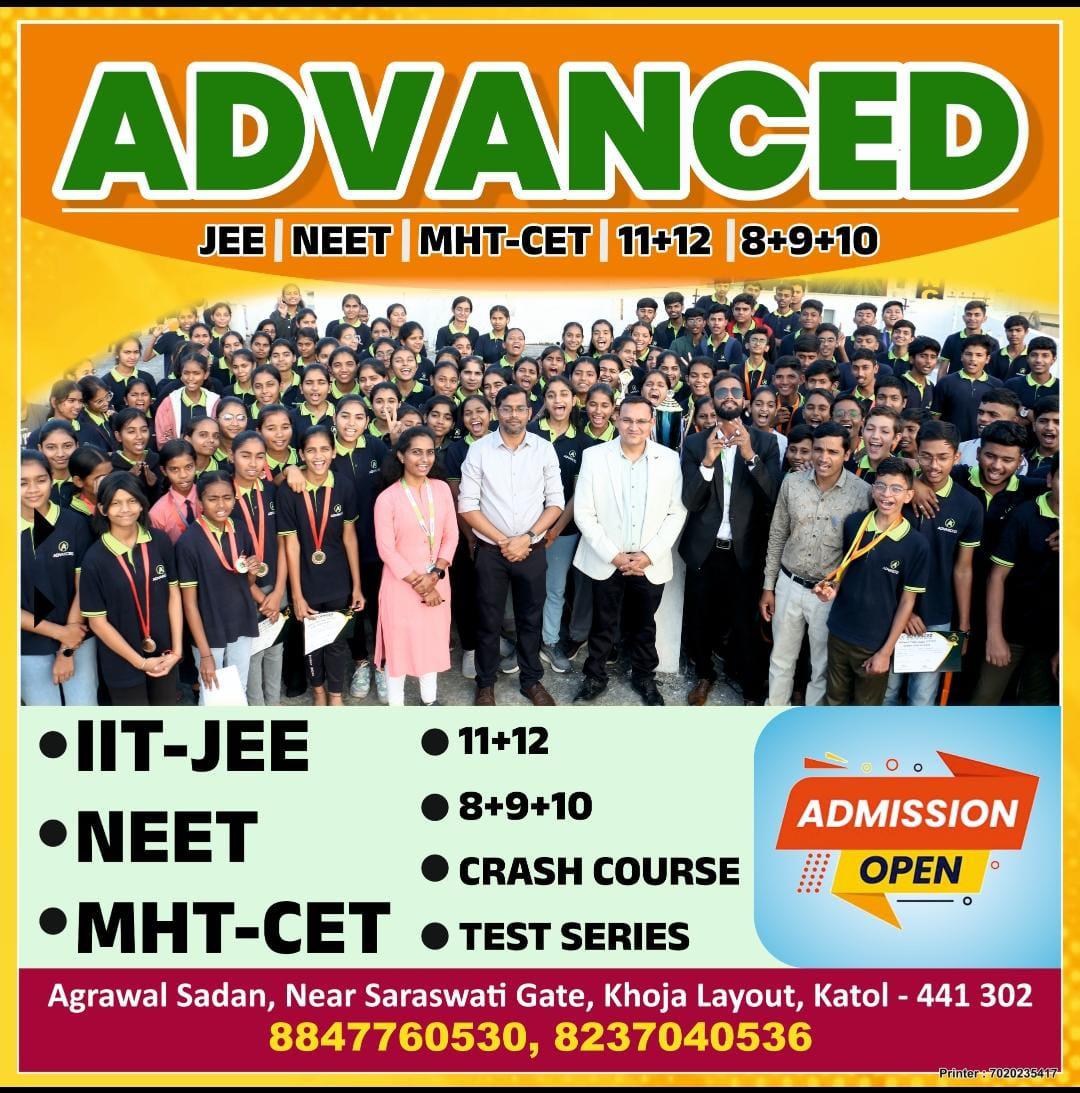 ADVANCED
JEE | NEET | MHT-CET | 11+12 | 8+9+10
•IIT-JEE
•NEET
•MHT-CET
● 11+12
● 8+9+10
● CRASH COURSE
● TEST SERIES
ADMISSION
OPEN
Agrawal Sadan, Near Saraswati Gate, Khoja Layout, Katol - 441 302
8847760530, 8237040536
Printer : 7020235417